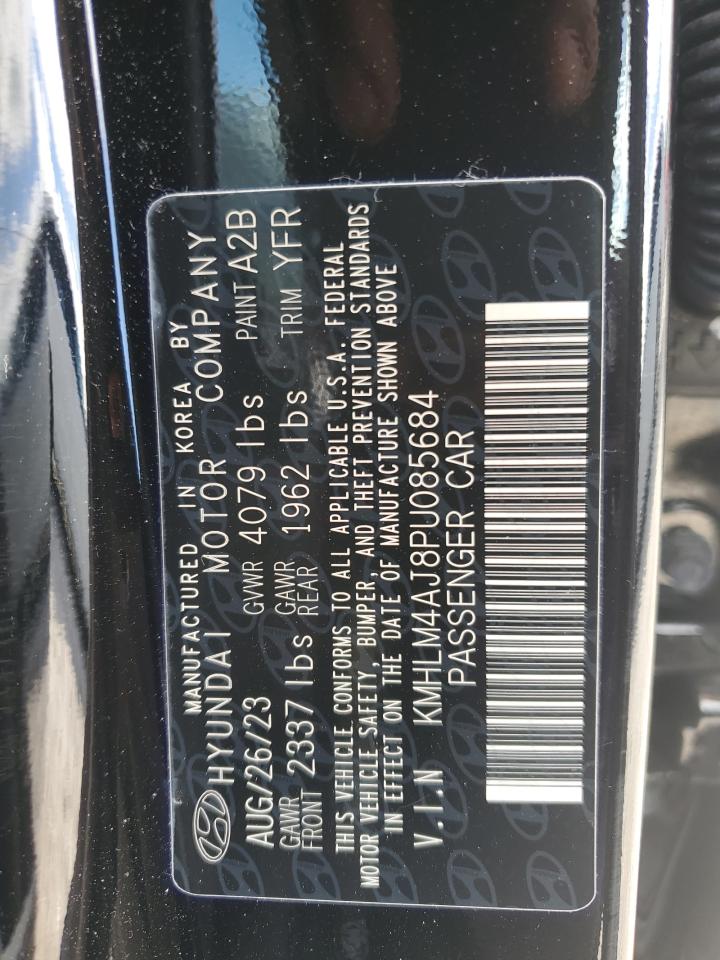 MANUFACTURED IN KOREA BY
HYUNDAI MOTOR COMPANY
AUG/26/23 GVWR 4079 lbs PAINT A2B
GAWR FRONT 2337 lbs GAWR REAR 1962 lbs TRIM YFR
THIS VEHICLE CONFORMS TO ALL APPLICABLE U.S.A. FEDERAL
MOTOR VEHICLE SAFETY, BUMPER, AND THEFT PREVENTION STANDARDS
IN EFFECT ON THE DATE OF MANUFACTURE SHOWN ABOVE
V.I.N KMHLM4AJ8PU085684
PASSENGER CAR